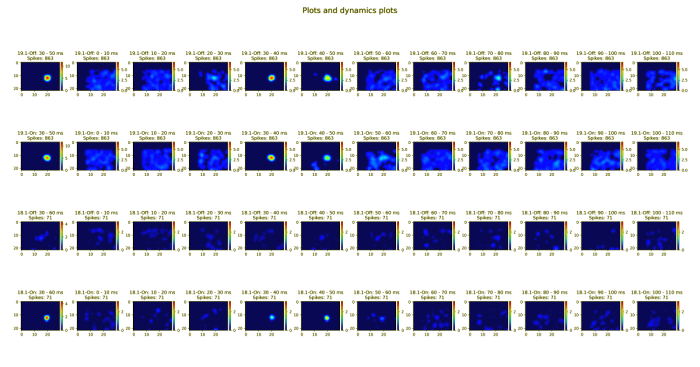 Plots and dynamics plots
19.1-Off: 30 - 50 ms 19.1-Off: 0 - 10 ms 19.1-Off: 10 - 20 ms 19.1-Off: 20 - 30 ms 19.1-Off: 30 - 40 ms 19.1-Off: 40 - 50 ms 19.1-Off: 50 - 60 ms 19.1-Off: 60 - 70 ms 19.1-Off: 70 - 80 ms 19.1-Off: 80 - 90 ms 19.1-Off: 90 - 100 ms 19.1-Off: 100 - 110 ms
Spikes: 863 Spikes: 863 Spikes: 863 Spikes: 863 Spikes: 863 Spikes: 863 Spikes: 863 Spikes: 863 Spikes: 863 Spikes: 863 Spikes: 863 Spikes: 863
19.1-On: 30 - 50 ms 19.1-On: 0 - 10 ms 19.1-On: 10 - 20 ms 19.1-On: 20 - 30 ms 19.1-On: 30 - 40 ms 19.1-On: 40 - 50 ms 19.1-On: 50 - 60 ms 19.1-On: 60 - 70 ms 19.1-On: 70 - 80 ms 19.1-On: 80 - 90 ms 19.1-On: 90 - 100 ms 19.1-On: 100 - 110 ms
Spikes: 863 Spikes: 863 Spikes: 863 Spikes: 863 Spikes: 863 Spikes: 863 Spikes: 863 Spikes: 863 Spikes: 863 Spikes: 863 Spikes: 863 Spikes: 863
18.1-Off: 30 - 60 ms 18.1-Off: 0 - 10 ms 18.1-Off: 10 - 20 ms 18.1-Off: 20 - 30 ms 18.1-Off: 30 - 40 ms 18.1-Off: 40 - 50 ms 18.1-Off: 50 - 60 ms 18.1-Off: 60 - 70 ms 18.1-Off: 70 - 80 ms 18.1-Off: 80 - 90 ms 18.1-Off: 90 - 100 ms 18.1-Off: 100 - 110 ms
Spikes: 71 Spikes: 71 Spikes: 71 Spikes: 71 Spikes: 71 Spikes: 71 Spikes: 71 Spikes: 71 Spikes: 71 Spikes: 71 Spikes: 71 Spikes: 71
18.1-On: 30 - 60 ms 18.1-On: 0 - 10 ms 18.1-On: 10 - 20 ms 18.1-On: 20 - 30 ms 18.1-On: 30 - 40 ms 18.1-On: 40 - 50 ms 18.1-On: 50 - 60 ms 18.1-On: 60 - 70 ms 18.1-On: 70 - 80 ms 18.1-On: 80 - 90 ms 18.1-On: 90 - 100 ms 18.1-On: 100 - 110 ms
Spikes: 71 Spikes: 71 Spikes: 71 Spikes: 71 Spikes: 71 Spikes: 71 Spikes: 71 Spikes: 71 Spikes: 71 Spikes: 71 Spikes: 71 Spikes: 71